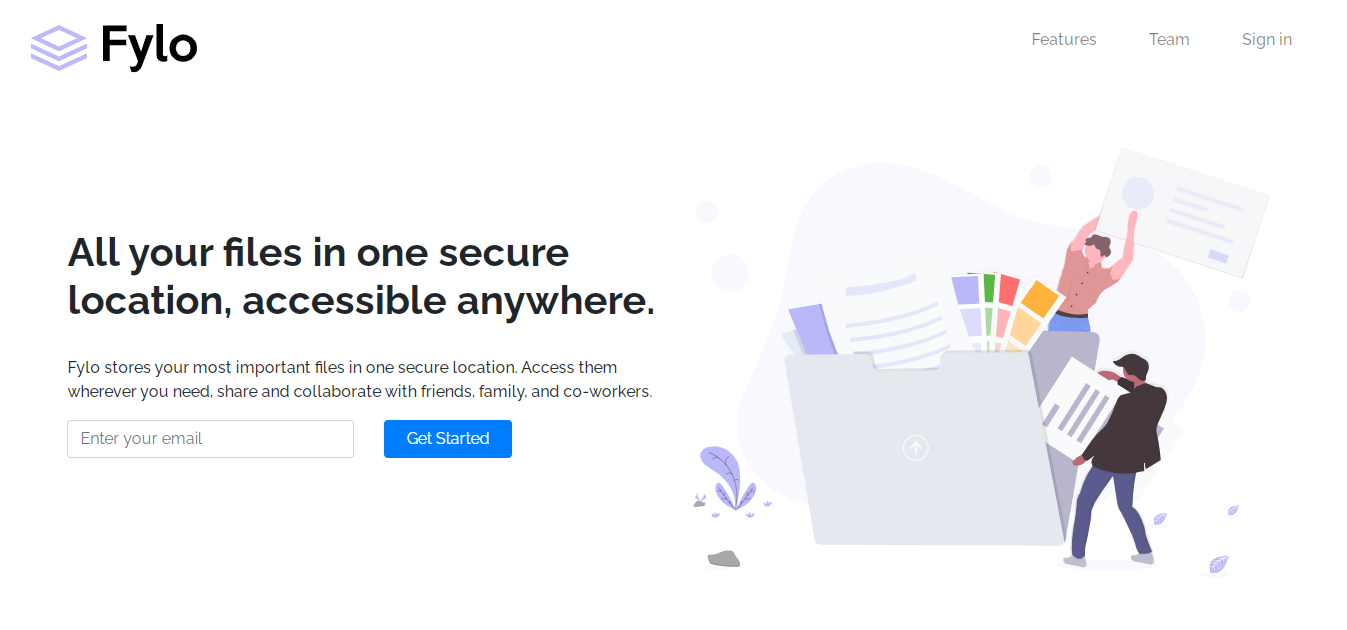 Fylo
Features
Team
Sign in
All your files in one secure
location, accessible anywhere.
Fylo stores your most important files in one secure location. Access them
wherever you need, share and collaborate with friends, family, and co-workers.
Enter your email
Get Started